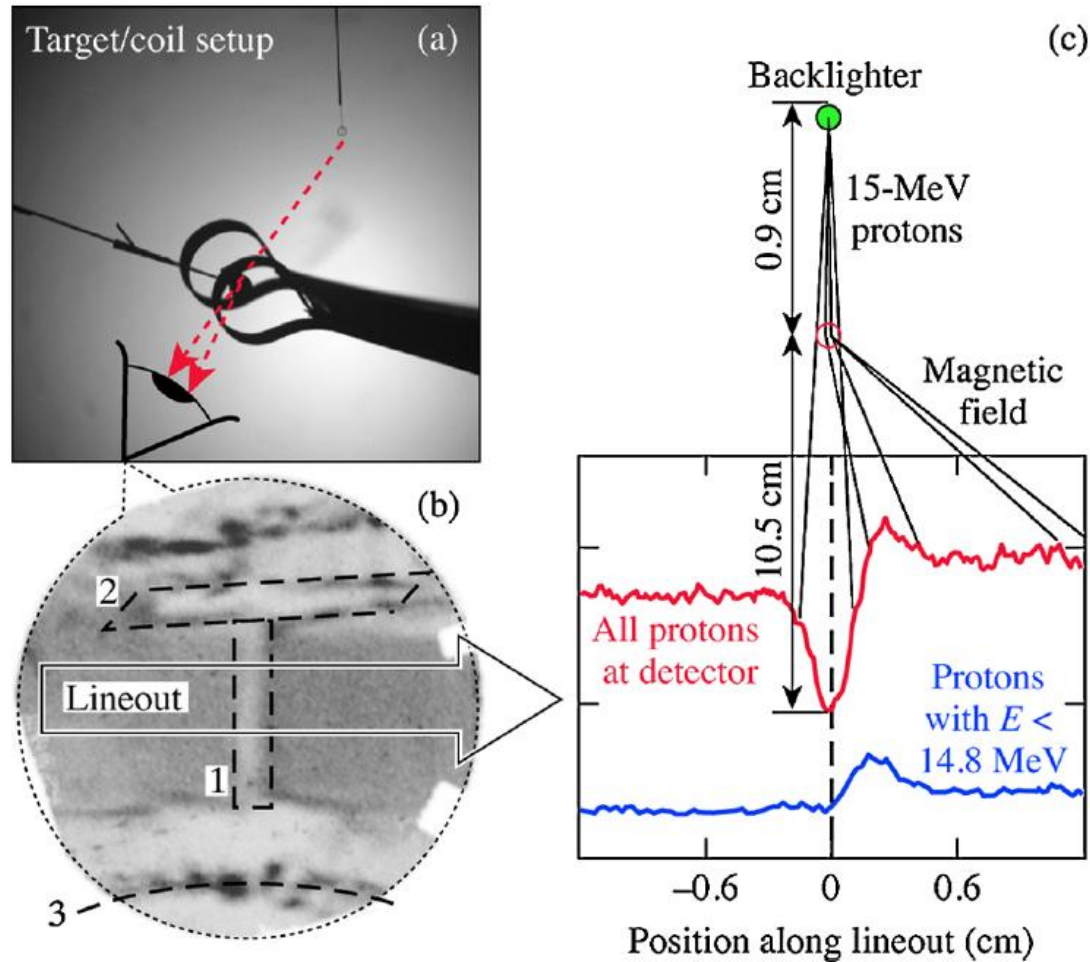 Target/coil setup
(a)
(b)
2
Lineout
1
3
(c)
Backlighter
0.9 cm
15-MeV
protons
Magnetic
field
10.5 cm
All protons
at detector
Protons
with E <
14.8 MeV
–0.6
0
0.6
Position along lineout (cm)